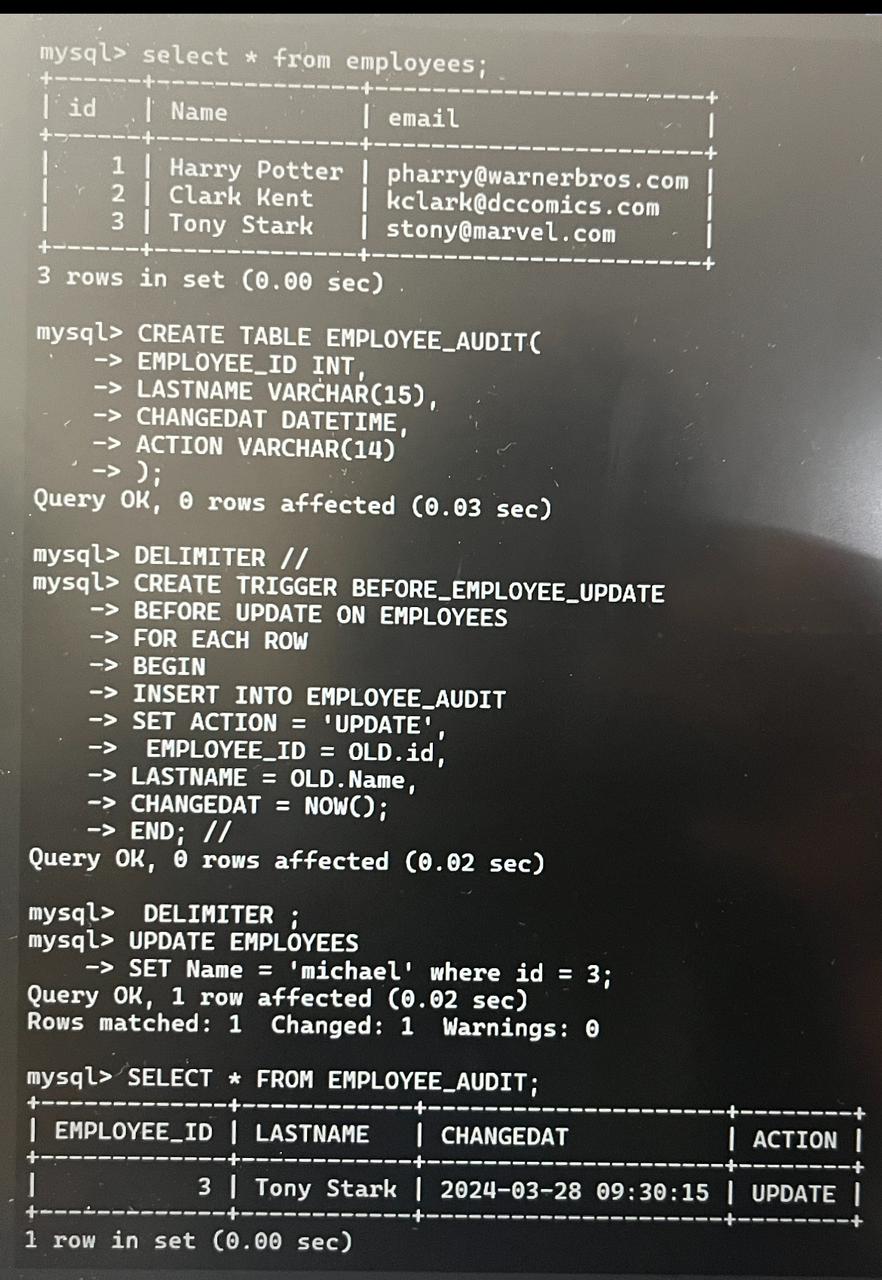 mysql> select * from employees;
+------+--------------+------------------------+
| id   | Name         | email                  |
+------+--------------+------------------------+
|    1 | Harry Potter | pharry@warnerbros.com |
|    2 | Clark Kent   | kclark@dccomics.com   |
|    3 | Tony Stark   | stony@marvel.com      |
+------+--------------+------------------------+
3 rows in set (0.00 sec)

mysql> CREATE TABLE EMPLOYEE_AUDIT(
    -> EMPLOYEE_ID INT,
    -> LASTNAME VARCHAR(15),
    -> CHANGEDAT DATETIME,
    -> ACTION VARCHAR(14)
    -> );
Query OK, 0 rows affected (0.03 sec)

mysql> DELIMITER //
mysql> CREATE TRIGGER BEFORE_EMPLOYEE_UPDATE
    -> BEFORE UPDATE ON EMPLOYEES
    -> FOR EACH ROW
    -> BEGIN
    -> INSERT INTO EMPLOYEE_AUDIT
    -> SET ACTION = 'UPDATE',
    ->  EMPLOYEE_ID = OLD.id,
    -> LASTNAME = OLD.Name,
    -> CHANGEDAT = NOW();
    -> END; //
Query OK, 0 rows affected (0.02 sec)

mysql>  DELIMITER ;
mysql> UPDATE EMPLOYEES
    -> SET Name = 'michael' where id = 3;
Query OK, 1 row affected (0.02 sec)
Rows matched: 1  Changed: 1  Warnings: 0

mysql> SELECT * FROM EMPLOYEE_AUDIT;
+-------------+------------+---------------------+--------+
| EMPLOYEE_ID | LASTNAME   | CHANGEDAT           | ACTION |
+-------------+------------+---------------------+--------+
|           3 | Tony Stark | 2024-03-28 09:30:15 | UPDATE |
+-------------+------------+---------------------+--------+
1 row in set (0.00 sec)